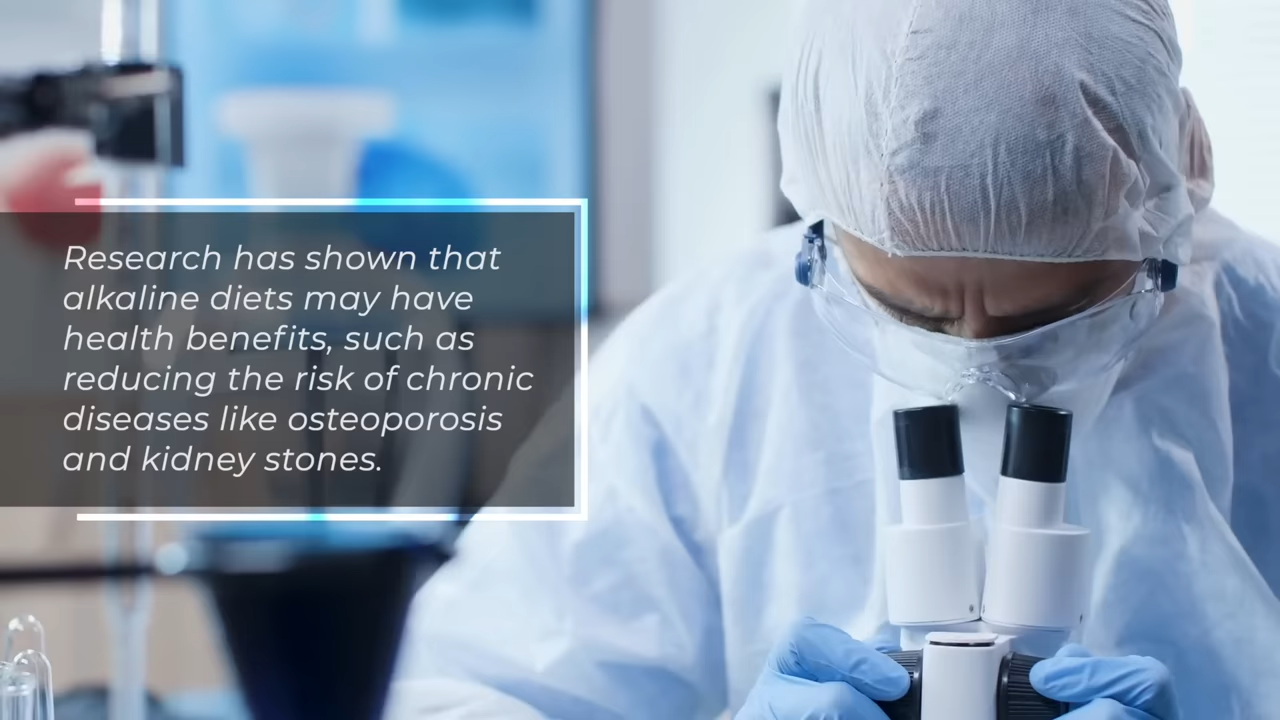 Research has shown that
alkaline diets may have
health benefits, such as
reducing the risk of chronic
diseases like osteoporosis
and kidney stones.